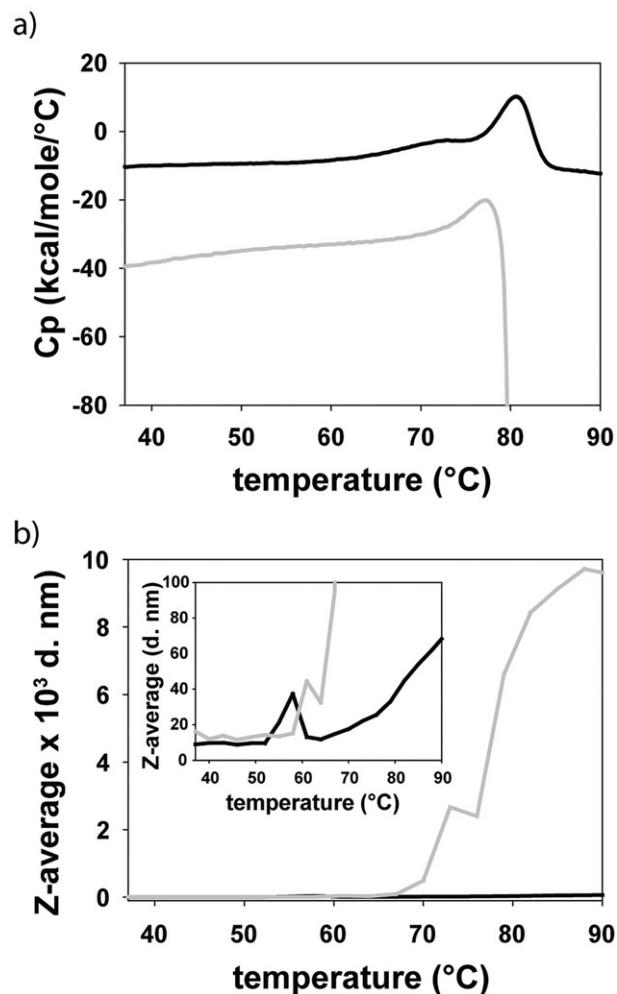 a)
20
0
-20
-40
-60
-80
Cp (kcal/mole/°C)
40 50 60 70 80 90
temperature (°C)
b)
10
8
6
4
2
0
Z-average x 10³ d. nm
100
80
60
40
20
0
Z-average (d. nm)
40 50 60 70 80 90
temperature (°C)
40 50 60 70 80 90
temperature (°C)